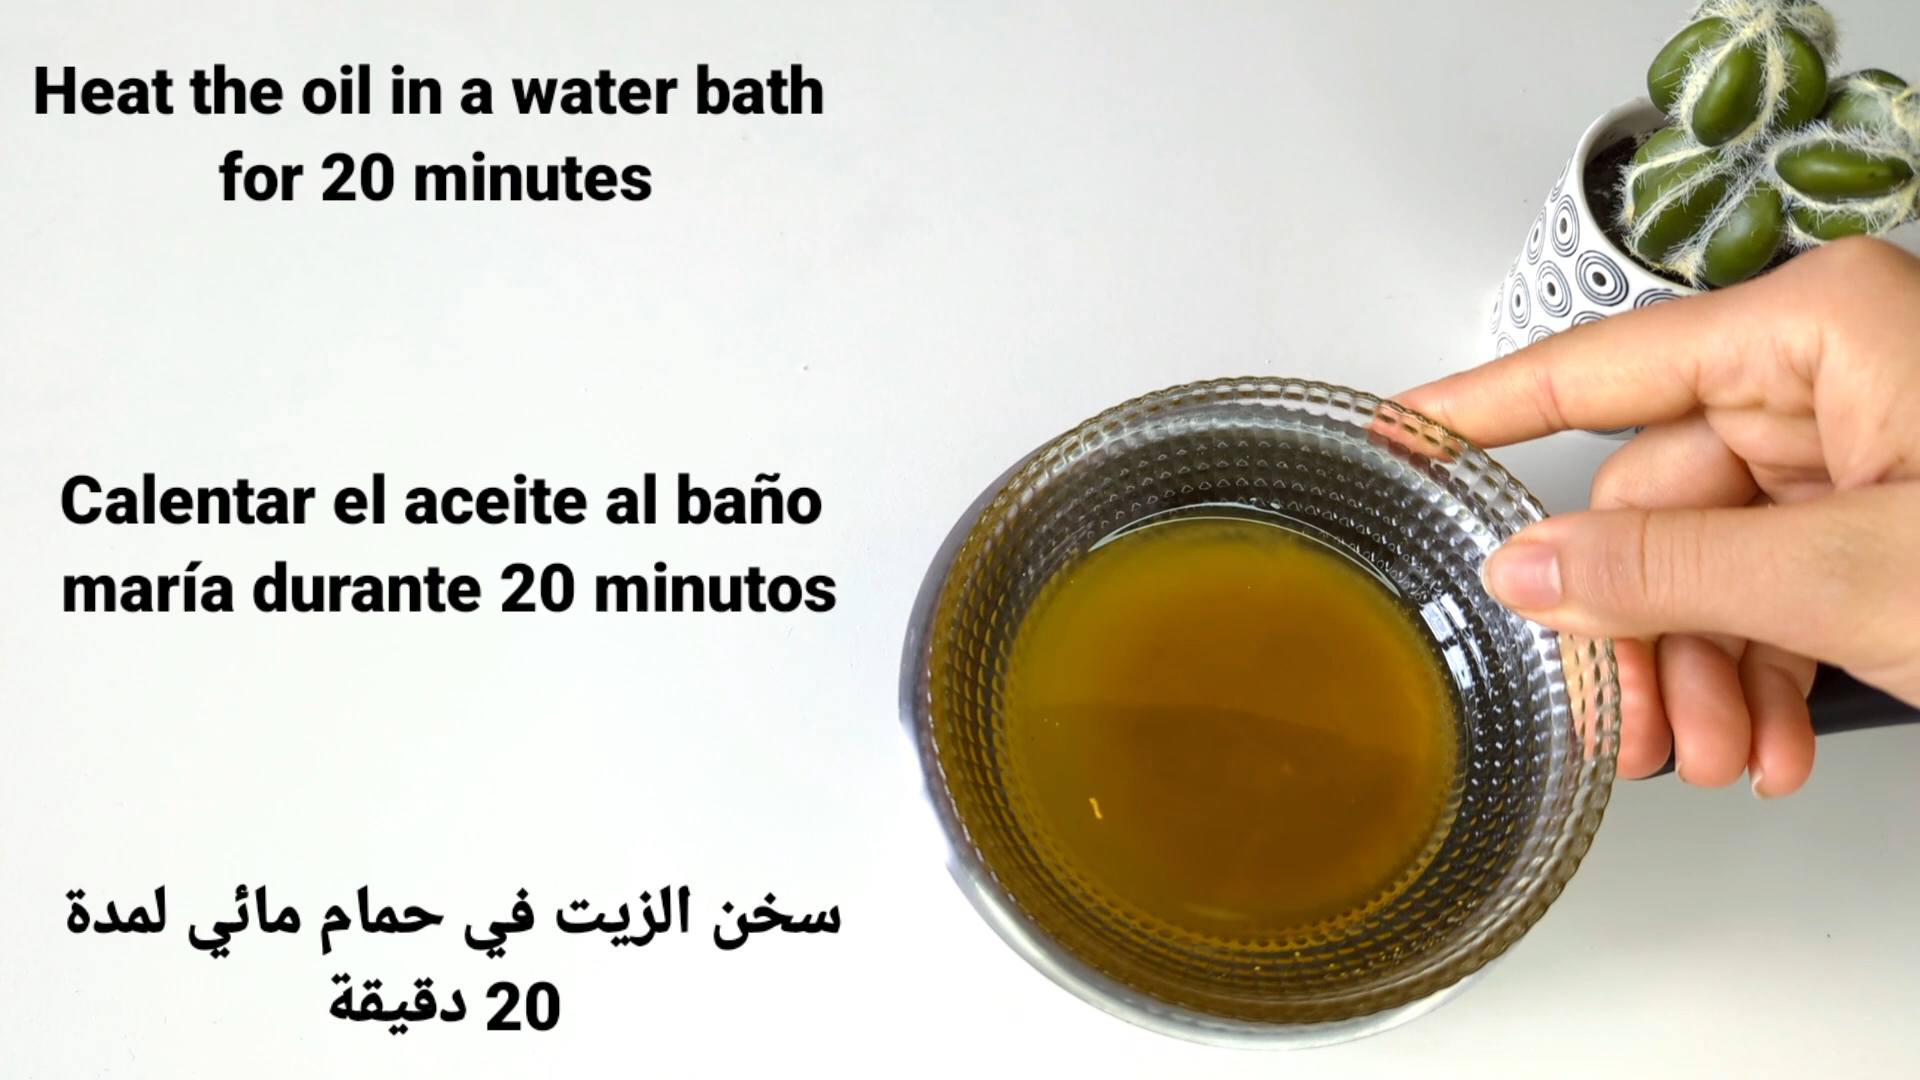 Heat the oil in a water bath
for 20 minutes
Calentar el aceite al baño
maría durante 20 minutos
سخن الزيت في حمام مائي لمدة
20 دقيقة